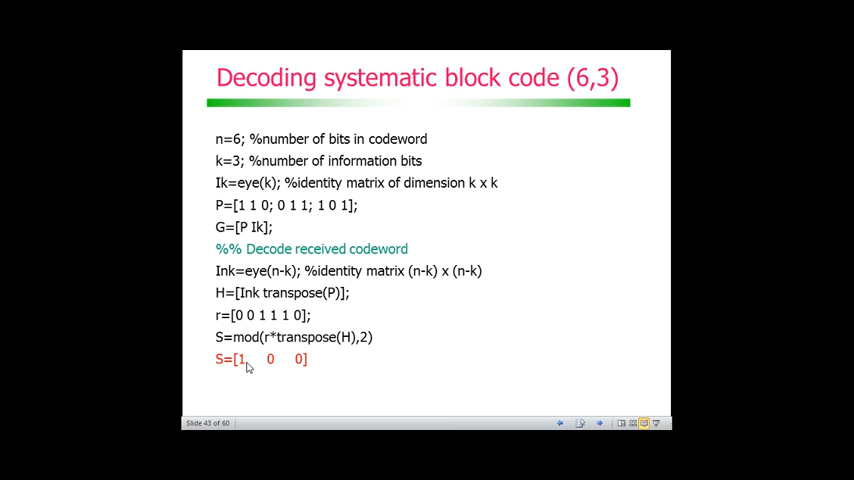 Decoding systematic block code (6,3)
n=6; %number of bits in codeword
k=3; %number of information bits
Ik=eye(k); %identity matrix of dimension k x k
P=[1 1 0; 0 1 1; 1 0 1];
G=[P Ik];
%% Decode received codeword
Ink=eye(n-k); %identity matrix (n-k) x (n-k)
H=[Ink transpose(P)];
r=[0 0 1 1 1 0];
S=mod(r*transpose(H),2)
S=[1 0 0]
Slide 43 of 60